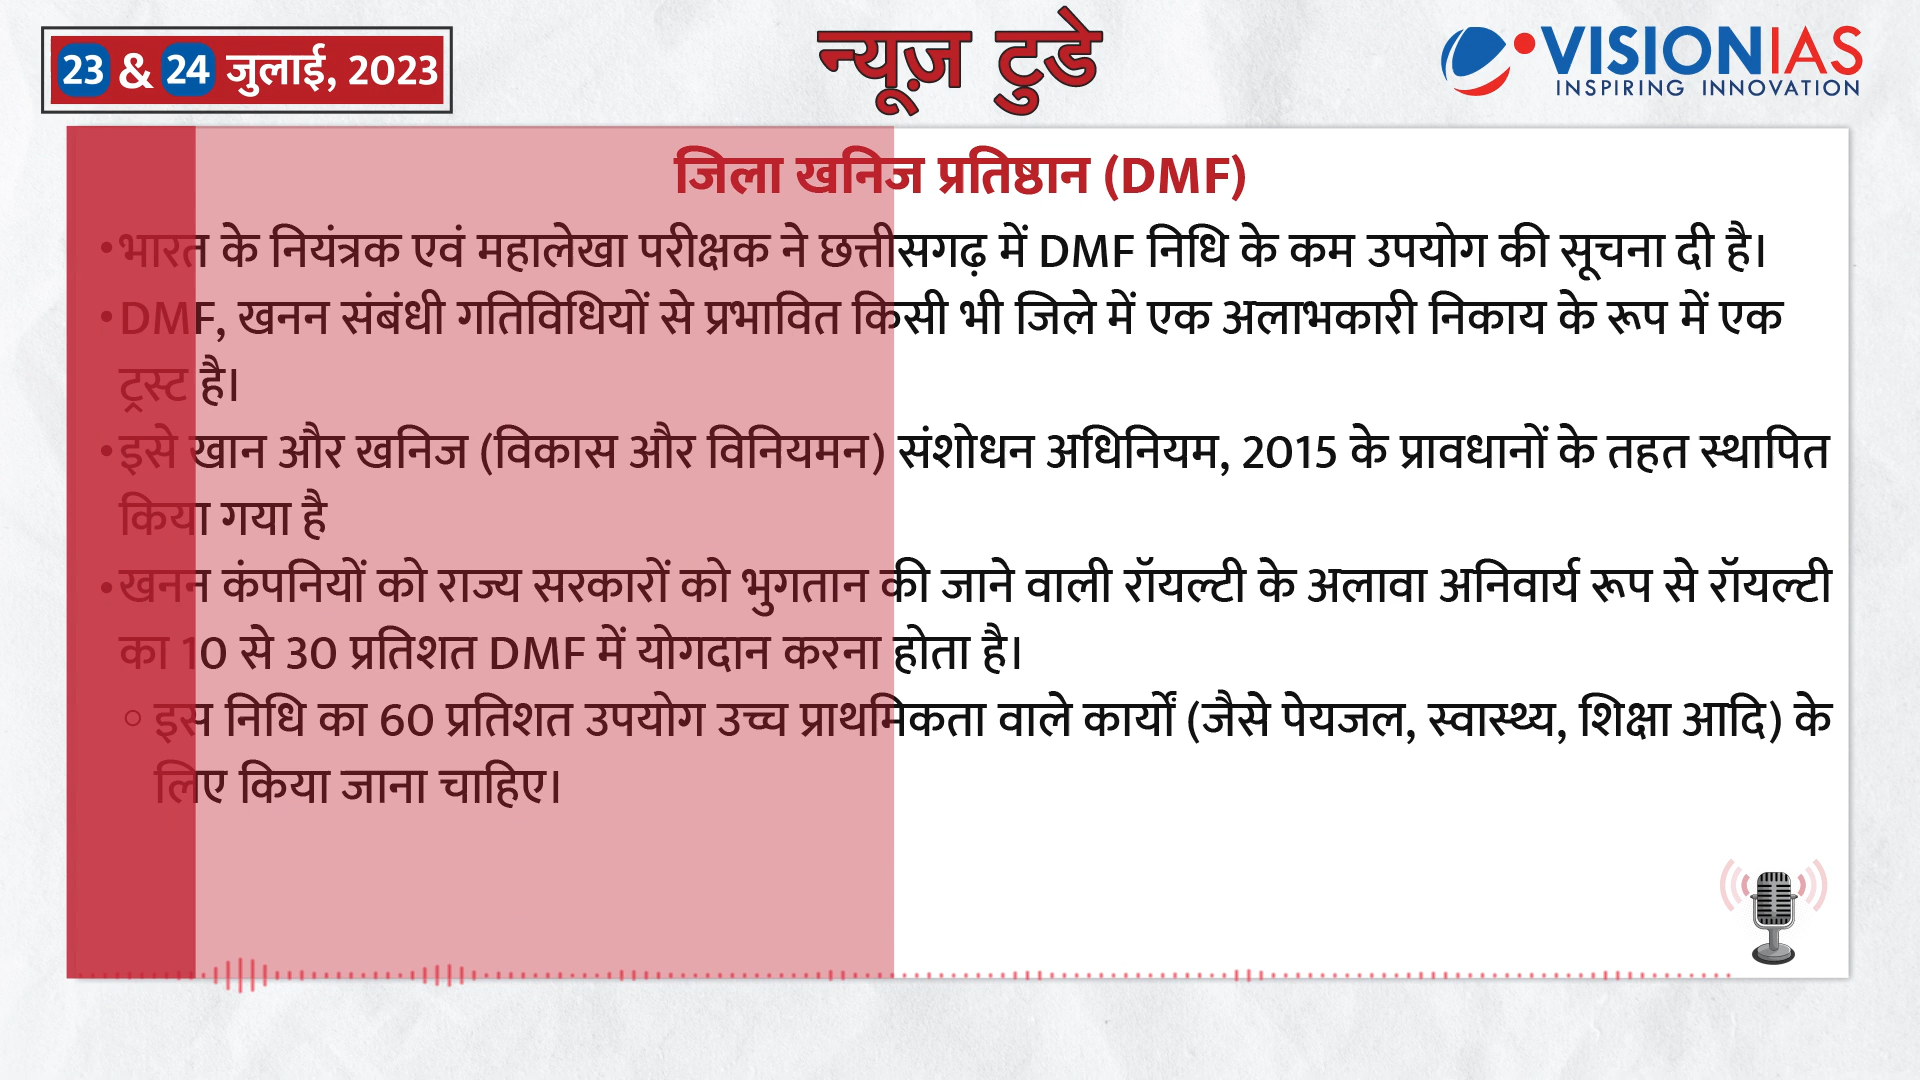 23 & 24 जुलाई, 2023
न्यूज़ टुडे
VISIONIAS
INSPIRING INNOVATION
जिला खनिज प्रतिष्ठान (DMF)
•भारत के नियंत्रक एवं महालेखा परीक्षक ने छत्तीसगढ़ में DMF निधि के कम उपयोग की सूचना दी है।
•DMF, खनन संबंधी गतिविधियों से प्रभावित किसी भी जिले में एक अलाभकारी निकाय के रूप में एक
ट्रस्ट है।
•इसे खान और खनिज (विकास और विनियमन) संशोधन अधिनियम, 2015 के प्रावधानों के तहत स्थापित
किया गया है
•खनन कंपनियों को राज्य सरकारों को भुगतान की जाने वाली रॉयल्टी के अलावा अनिवार्य रूप से रॉयल्टी
का 10 से 30 प्रतिशत DMF में योगदान करना होता है।
○ इस निधि का 60 प्रतिशत उपयोग उच्च प्राथमिकता वाले कार्यों (जैसे पेयजल, स्वास्थ्य, शिक्षा आदि) के
लिए किया जाना चाहिए।